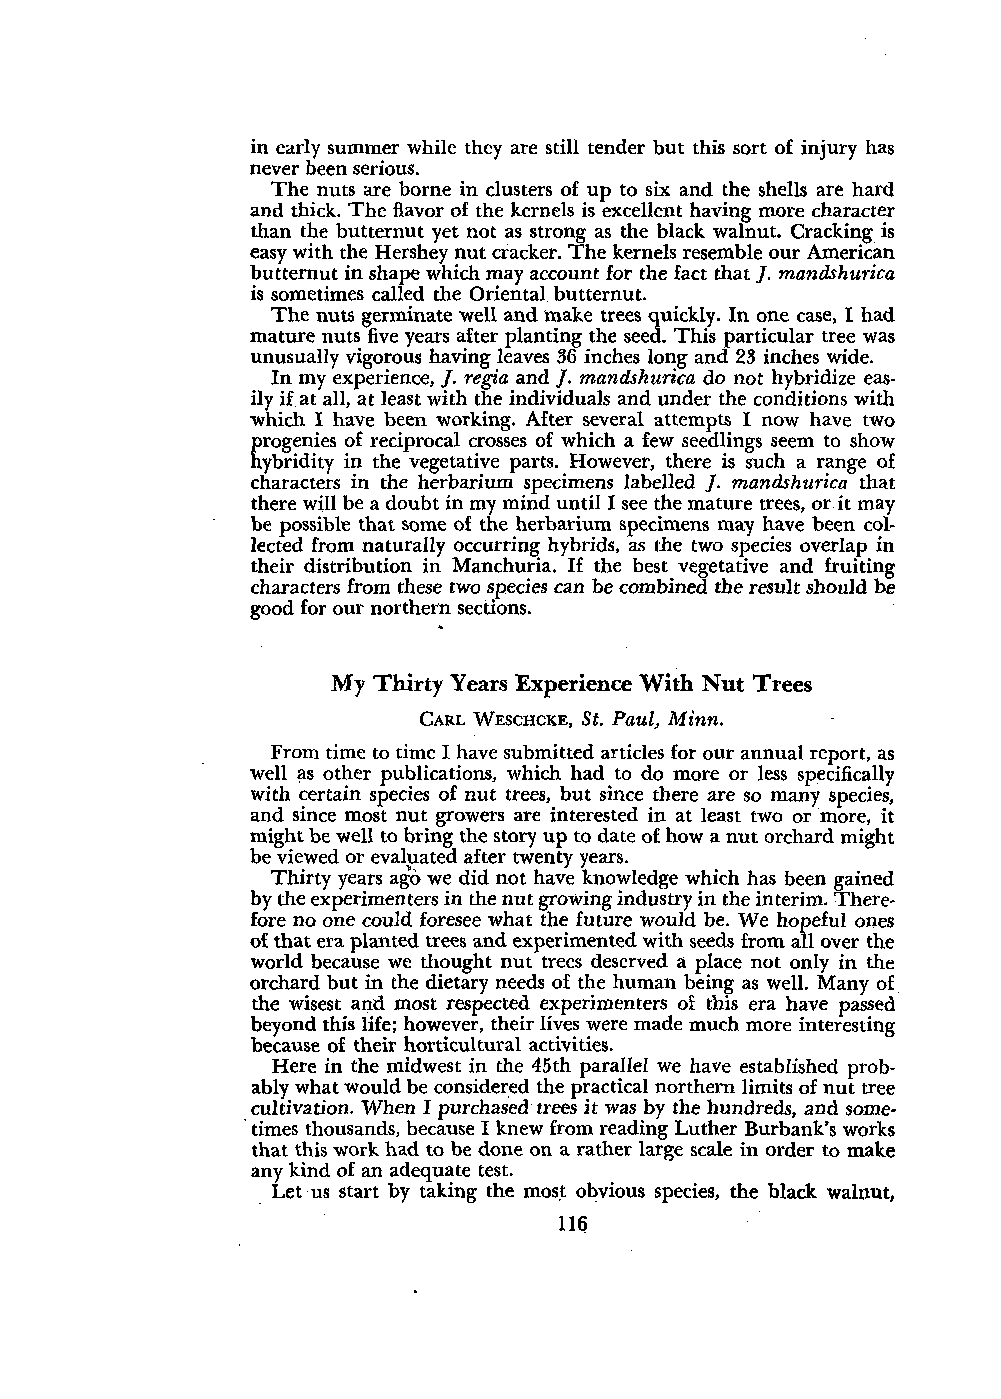 in early summer while they are still tender but this sort of injury has
never been serious.
The nuts are borne in clusters of up to six and the shells are hard
and thick. The flavor of the kernels is excellent having more character
than the butternut yet not as strong as the black walnut. Cracking is
easy with the Hershey nut cracker. The kernels resemble our American
butternut in shape which may account for the fact that J. mandshurica
is sometimes called the Oriental butternut.
The nuts germinate well and make trees quickly. In one case, I had
mature nuts five years after planting the seed. This particular tree was
unusually vigorous having leaves 36 inches long and 23 inches wide.
In my experience, J. regia and J. mandshurica do not hybridize eas-
ily if at all, at least with the individuals and under the conditions with
which I have been working. After several attempts I now have two
progenies of reciprocal crosses of which a few seedlings seem to show
hybridity in the vegetative parts. However, there is such a range of
characters in the herbarium specimens labelled J. mandshurica that
there will be a doubt in my mind until I see the mature trees, or it may
be possible that some of the herbarium specimens may have been col-
lected from naturally occurring hybrids, as the two species overlap in
their distribution in Manchuria. If the best vegetative and fruiting
characters from these two species can be combined the result should be
good for our northern sections.
My Thirty Years Experience With Nut Trees
CARL WESCHCKE, St. Paul, Minn.
From time to time I have submitted articles for our annual report, as
well as other publications, which had to do more or less specifically
with certain species of nut trees, but since there are so many species,
and since most nut growers are interested in at least two or more, it
might be well to bring the story up to date of how a nut orchard might
be viewed or evaluated after twenty years.
Thirty years ago we did not have knowledge which has been gained
by the experimenters in the nut growing industry in the interim. There-
fore no one could foresee what the future would be. We hopeful ones
of that era planted trees and experimented with seeds from all over the
world because we thought nut trees deserved a place not only in the
orchard but in the dietary needs of the human being as well. Many of
the wisest and most respected experimenters of this era have passed
beyond this life; however, their lives were made much more interesting
because of their horticultural activities.
Here in the midwest in the 45th parallel we have established prob-
ably what would be considered the practical northern limits of nut tree
cultivation. When I purchased trees it was by the hundreds, and some-
times thousands, because I knew from reading Luther Burbank's works
that this work had to be done on a rather large scale in order to make
any kind of an adequate test.
Let us start by taking the most obvious species, the black walnut,
116